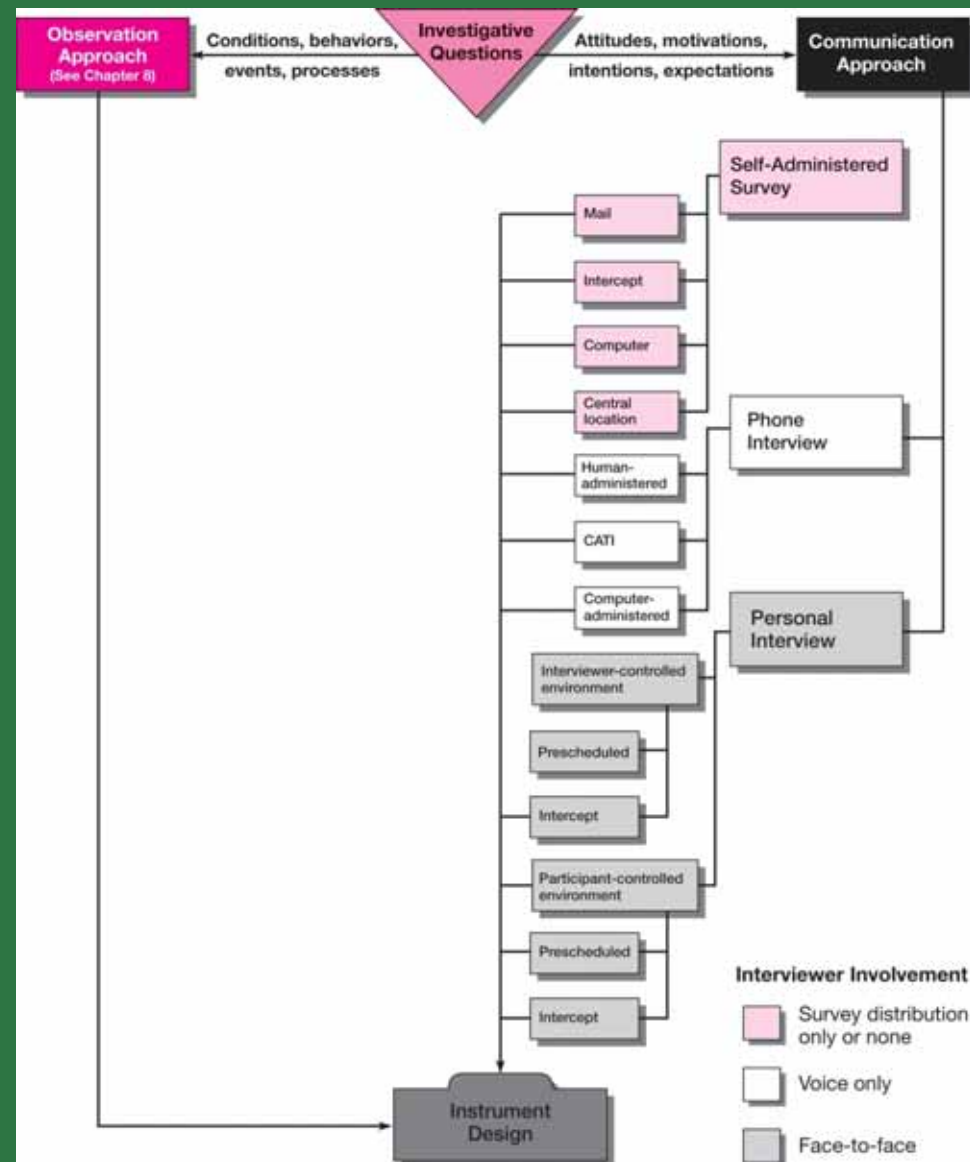 Observation
Approach
(See Chapter 8)
Conditions, behaviors,
events, processes
Investigative
Questions
Attitudes, motivations,
intentions, expectations
Communication
Approach
Self-Administered
Survey
Mail
Intercept
Computer
Central
location
Phone
Interview
Human-
administered
CATI
Computer-
administered
Personal
Interview
Interviewer-controlled
environment
Prescheduled
Intercept
Participant-controlled
environment
Prescheduled
Intercept
Interviewer Involvement
Survey distribution
only or none
Voice only
Face-to-face
Instrument
Design